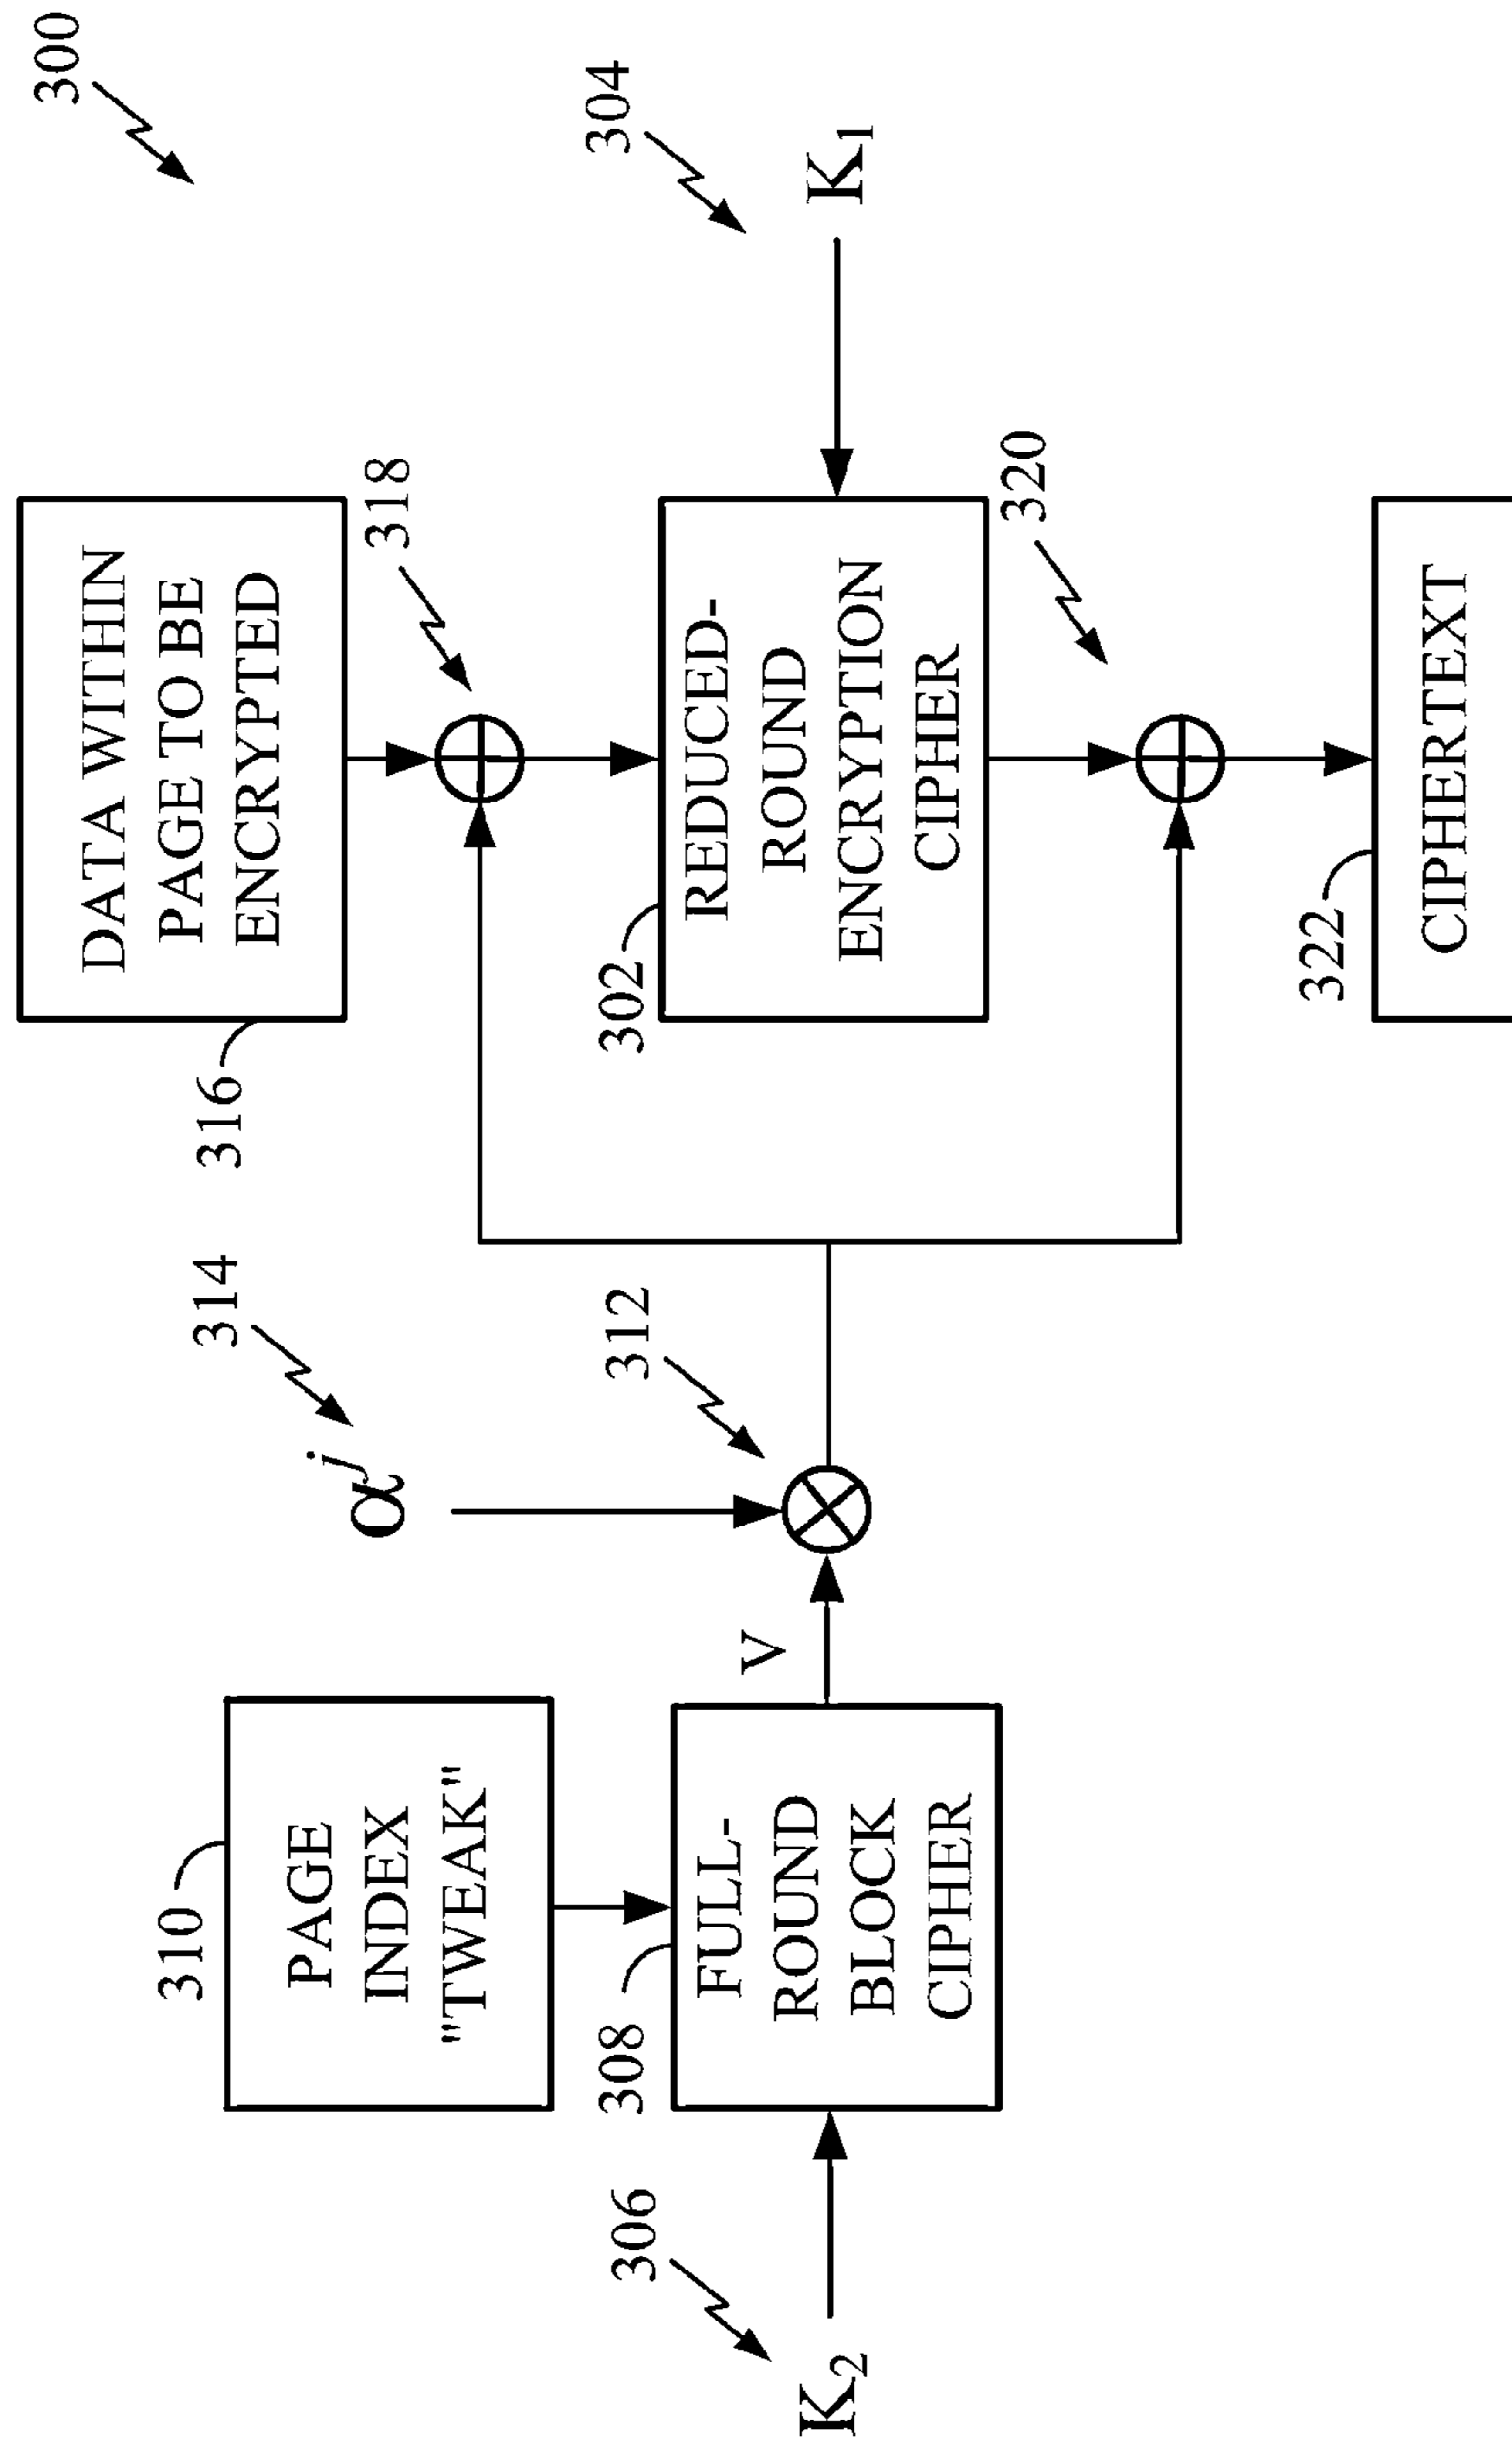 300
316
DATA WITHIN
PAGE TO BE
ENCRYPTED
310
PAGE
INDEX
"TWEAK"
314
αʲ
318
306
K₂
308
FULL-
ROUND
BLOCK
CIPHER
V
312
302
REDUCED-
ROUND
ENCRYPTION
CIPHER
304
K₁
320
322
CIPHERTEXT